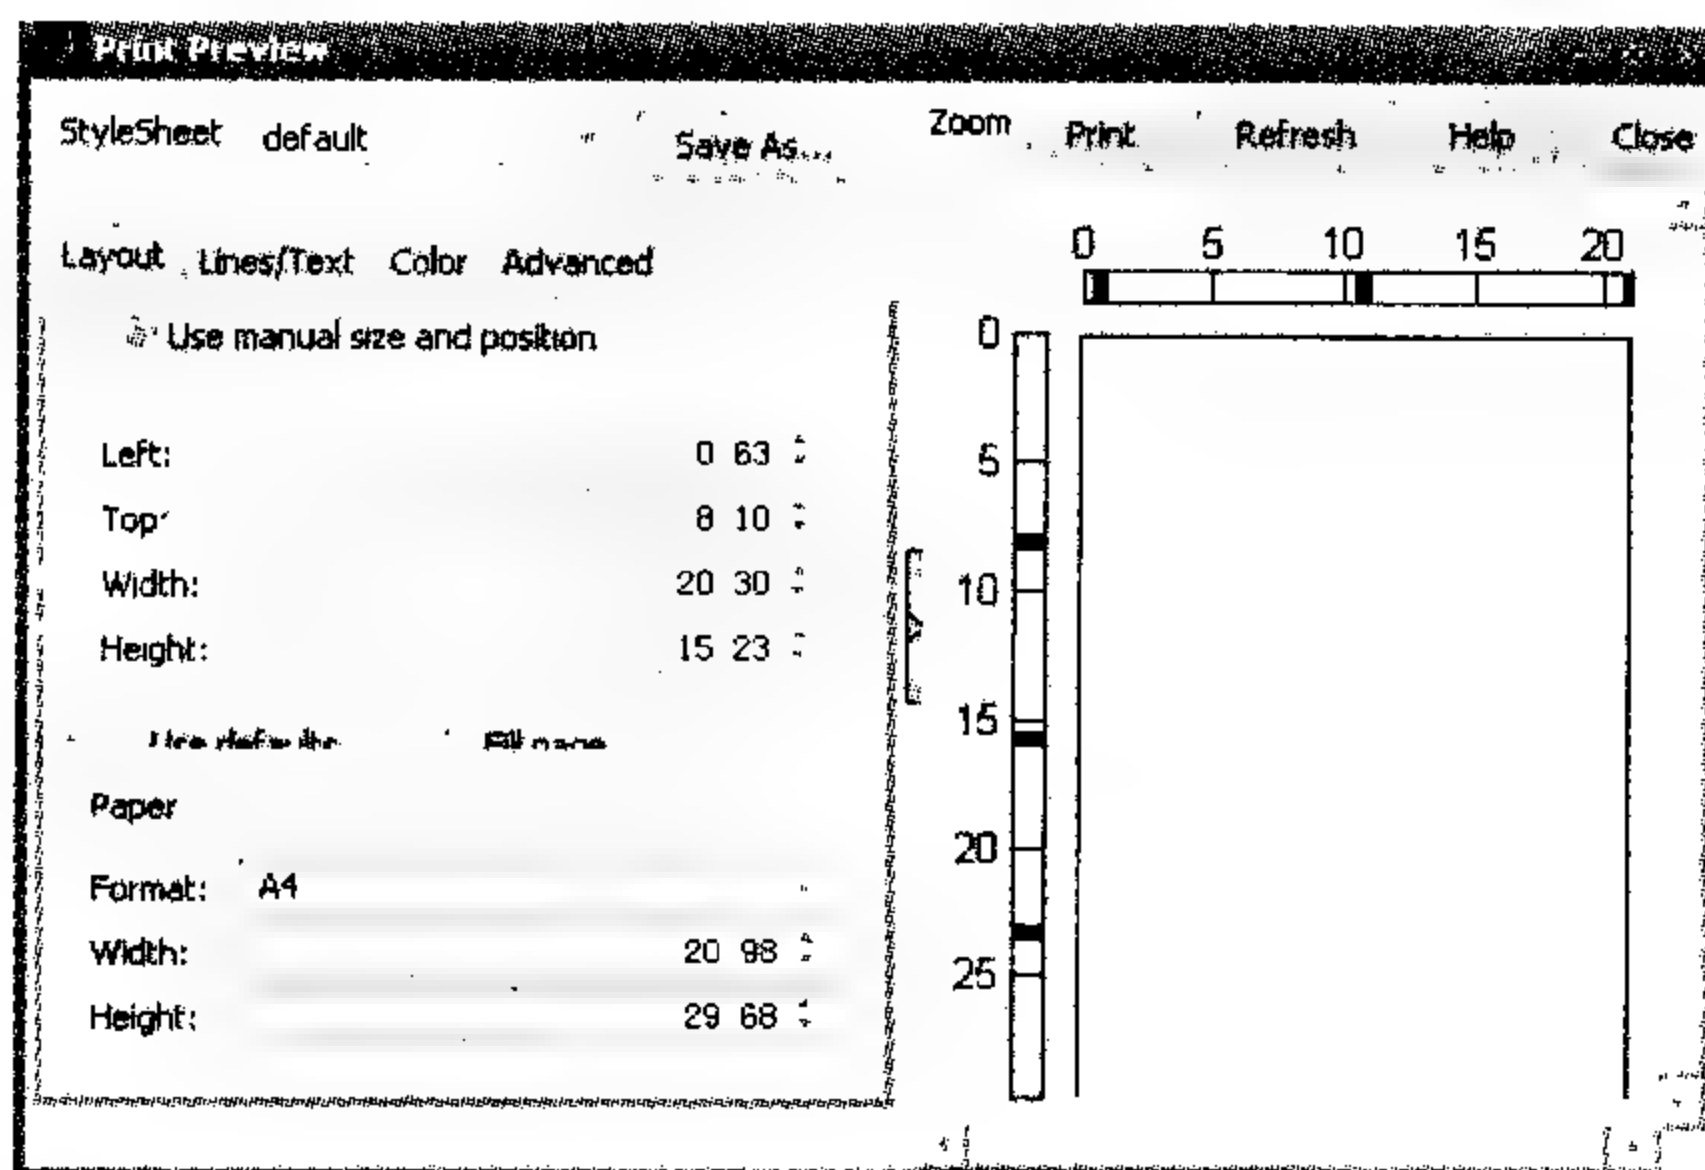 Print Preview
StyleSheet default Save As... Zoom Print Refresh Help Close
Layout Lines/Text Color Advanced
Use manual size and position
Left: 0 63
Top: 8 10
Width: 20 30
Height: 15 23
Paper
Format: A4
Width: 20 98
Height: 29 68
0 5 10 15 20
0
5
10
15
20
25